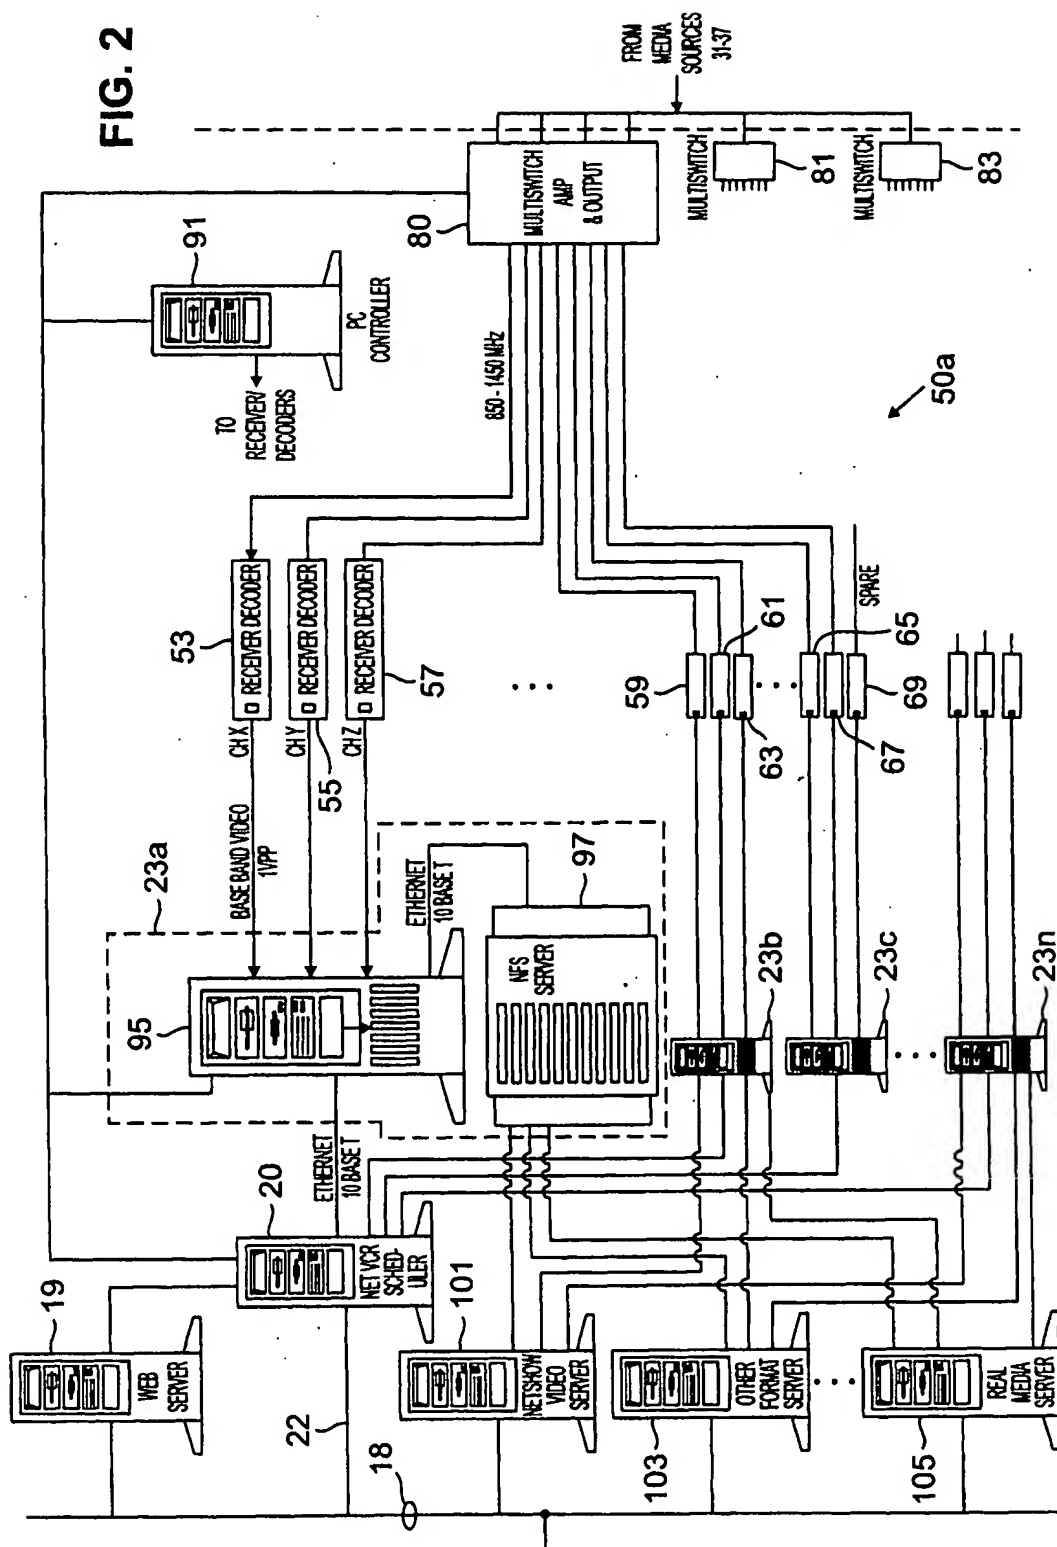 FIG. 2
FROM MEDIA
SOURCES
31-37
MULTISWITCH
AMP
& OUTPUT
80
MULTISWITCH
81
MULTISWITCH
83
91
PC
CONTROLLER
TO
RECEIVER/
DECODERS
850 - 1450 MHz
50a
RECEIVER DECODER
53
RECEIVER DECODER
55
RECEIVER DECODER
57
CH X
CH Y
CH Z
BASE BAND VIDEO
1VPP
59
61
63
65
67
69
SPARE
23a
95
ETHERNET
10 BASE T
NFS
SERVER
97
23b
23c
23n
ETHERNET
10 BASE T
20
NET VCR
SCHED-
ULER
19
WEB
SERVER
22
18
101
NETSHOW
VIDEO
SERVER
103
OTHER
FORMAT
SERVER
105
REAL
MEDIA
SERVER